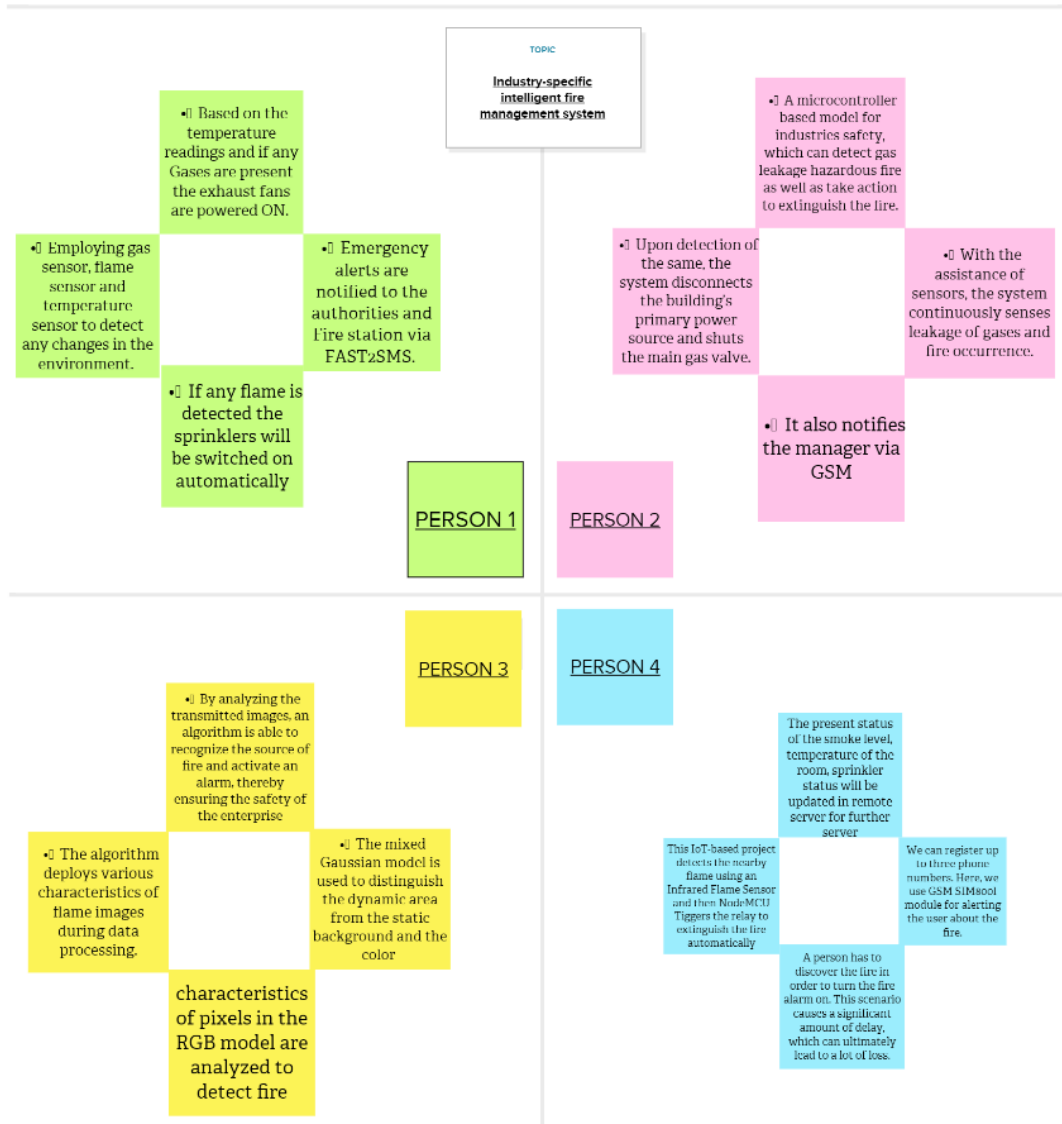 TOPIC
Industry-specific
intelligent fire
management system
•▯ Based on the
temperature
readings and if any
Gases are present
the exhaust fans
are powered ON.
•▯ Employing gas
sensor, flame
sensor and
temperature
sensor to detect
any changes in the
environment.
•▯ Emergency
alerts are
notified to the
authorities and
Fire station via
FAST2SMS.
•▯ If any flame is
detected the
sprinklers will
be switched on
automatically
PERSON 1
•▯ A microcontroller
based model for
industries safety,
which can detect gas
leakage hazardous fire
as well as take action
to extinguish the fire.
•▯ Upon detection of
the same, the
system disconnects
the building's
primary power
source and shuts
the main gas valve.
•▯ With the
assistance of
sensors, the system
continuously senses
leakage of gases and
fire occurrence.
•▯ It also notifies
the manager via
GSM
PERSON 2
PERSON 3
•▯ By analyzing the
transmitted images, an
algorithm is able to
recognize the source of
fire and activate an
alarm, thereby
ensuring the safety of
the enterprise
•▯ The algorithm
deploys various
characteristics of
flame images
during data
processing.
•▯ The mixed
Gaussian model is
used to distinguish
the dynamic area
from the static
background and the
color
characteristics
of pixels in the
RGB model are
analyzed to
detect fire
PERSON 4
The present status
of the smoke level,
temperature of the
room, sprinkler
status will be
updated in remote
server for further
server
This IoT-based project
detects the nearby
flame using an
Infrared Flame Sensor
and then NodeMCU
Tiggers the relay to
extinguish the fire
automatically
We can register up
to three phone
numbers. Here, we
use GSM SIM800l
module for alerting
the user about the
fire.
A person has to
discover the fire in
order to turn the fire
alarm on. This scenario
causes a significant
amount of delay,
which can ultimately
lead to a lot of loss.